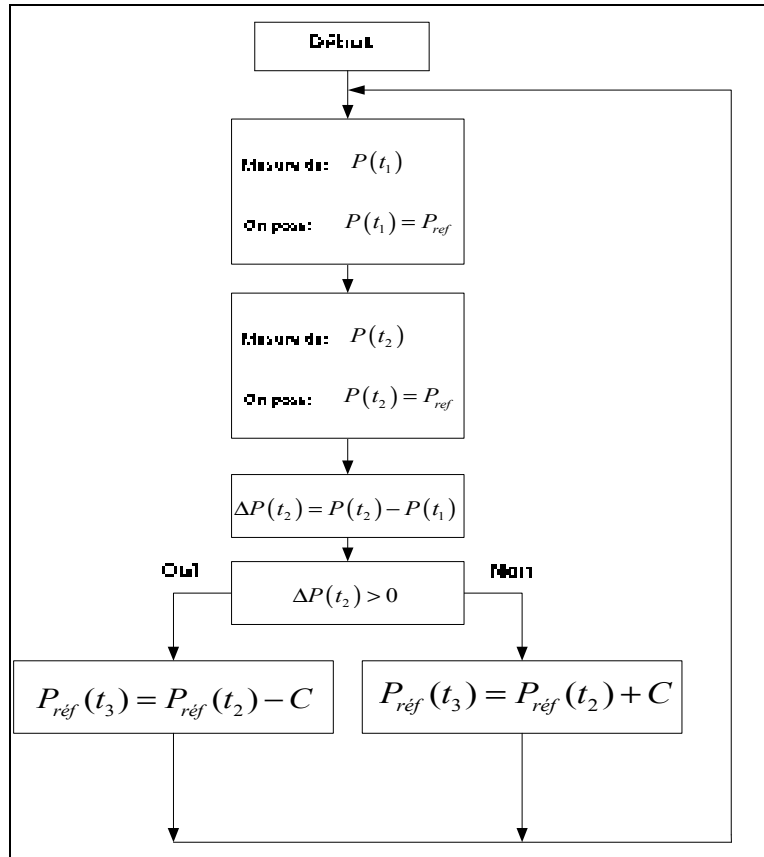 Début
Mesure de: P(t₁)
On pose: P(t₁) = P_ref
Mesure de: P(t₂)
On pose: P(t₂) = P_ref
ΔP(t₂) = P(t₂) − P(t₁)
Oui Non
ΔP(t₂) > 0
P_réf(t₃) = P_réf(t₂) − C
P_réf(t₃) = P_réf(t₂) + C